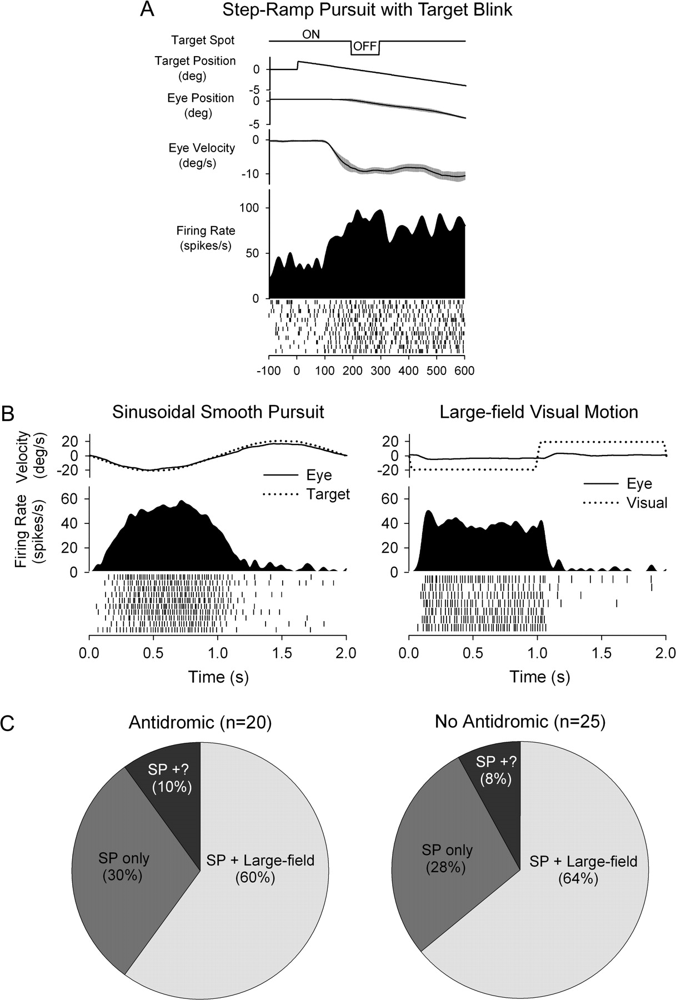 A
Step-Ramp Pursuit with Target Blink
Target Spot
ON
OFF
Target Position
(deg)
0
-5
Eye Position
(deg)
0
-5
Eye Velocity
(deg/s)
0
-10
Firing Rate
(spikes/s)
100
50
0
-100 0 100 200 300 400 500 600
B
Sinusoidal Smooth Pursuit
Velocity
(deg/s)
20
0
-20
Eye
Target
Firing Rate
(spikes/s)
60
40
20
0
0.0 0.5 1.0 1.5 2.0
Time (s)
Large-field Visual Motion
20
0
-20
Eye
Visual
60
40
20
0
0.0 0.5 1.0 1.5 2.0
Time (s)
C
Antidromic (n=20)
SP +?
(10%)
SP only
(30%)
SP + Large-field
(60%)
No Antidromic (n=25)
SP +?
(8%)
SP only
(28%)
SP + Large-field
(64%)